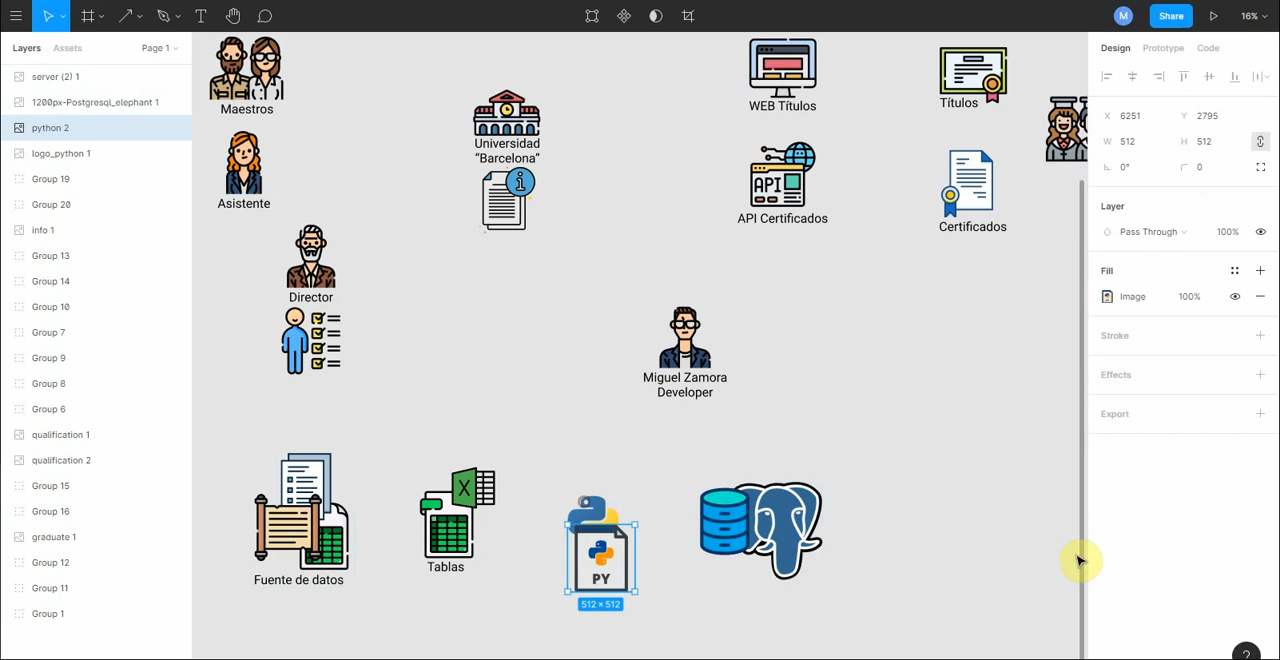 M
Share
16%
Layers
Assets
Page 1
server (2) 1
1200px-Postgresql_elephant 1
python 2
logo_python 1
Group 19
Group 20
info 1
Group 13
Group 14
Group 10
Group 7
Group 9
Group 8
Group 6
qualification 1
qualification 2
Group 15
Group 16
graduate 1
Group 12
Group 11
Group 1
Maestros
Asistente
Director
Universidad
“Barcelona”
i
WEB Títulos
API
API Certificados
Títulos
Certificados
Miguel Zamora
Developer
Fuente de datos
X
Tablas
PY
512 × 512
Design
Prototype
Code
X 6251
Y 2795
W 512
H 512
0°
0
Layer
Pass Through
100%
Fill
Image
100%
Stroke
Effects
Export
?